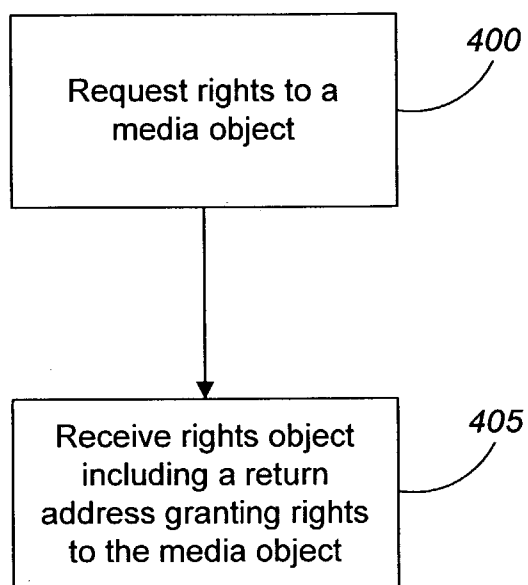 400
Request rights to a
media object
405
Receive rights object
including a return
address granting rights
to the media object